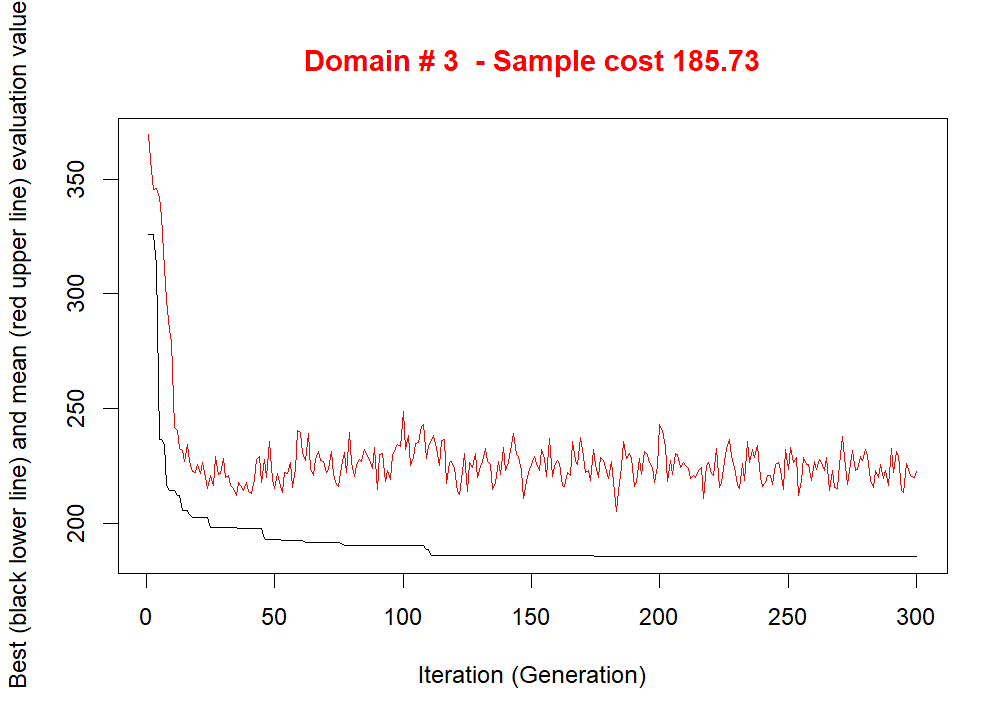 Domain # 3  - Sample cost 185.73
Best (black lower line) and mean (red upper line) evaluation value
350
300
250
200
0 50 100 150 200 250 300
Iteration (Generation)